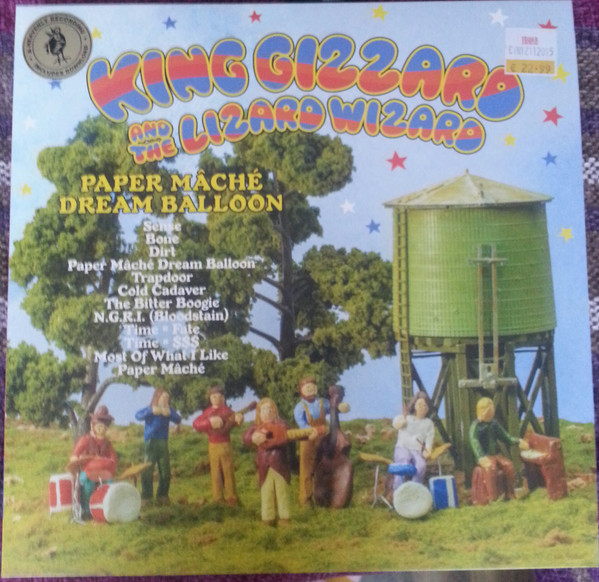 KING GIZZARD
AND THE LIZARD WIZARD
PAPER MÂCHÉ
DREAM BALLOON
Sense
Bone
Dirt
Paper Mâché Dream Balloon
Trapdoor
Cold Cadaver
The Bitter Boogie
N.G.R.I. (Bloodstain)
Time = Fate
Time = $$$
Most Of What I Like
Paper Mâché
€ 22.99